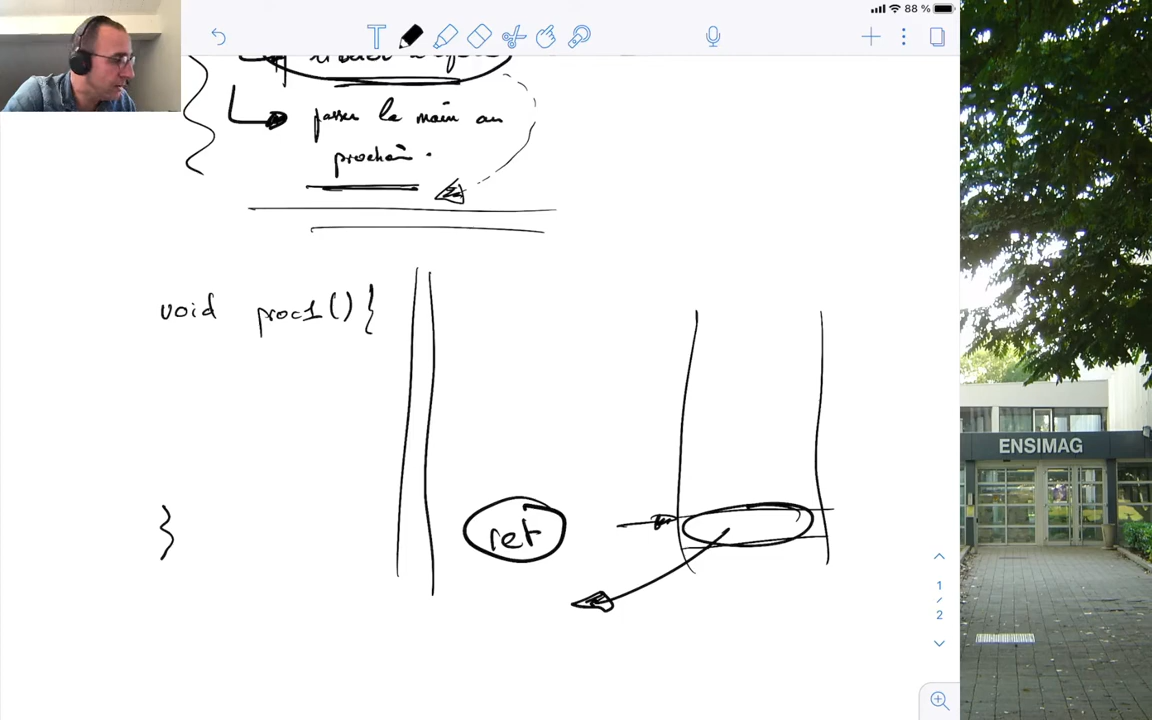 88 %
T
passer la main au
prochain.
void proc1() {
}
ret
1
/
2
ENSIMAG